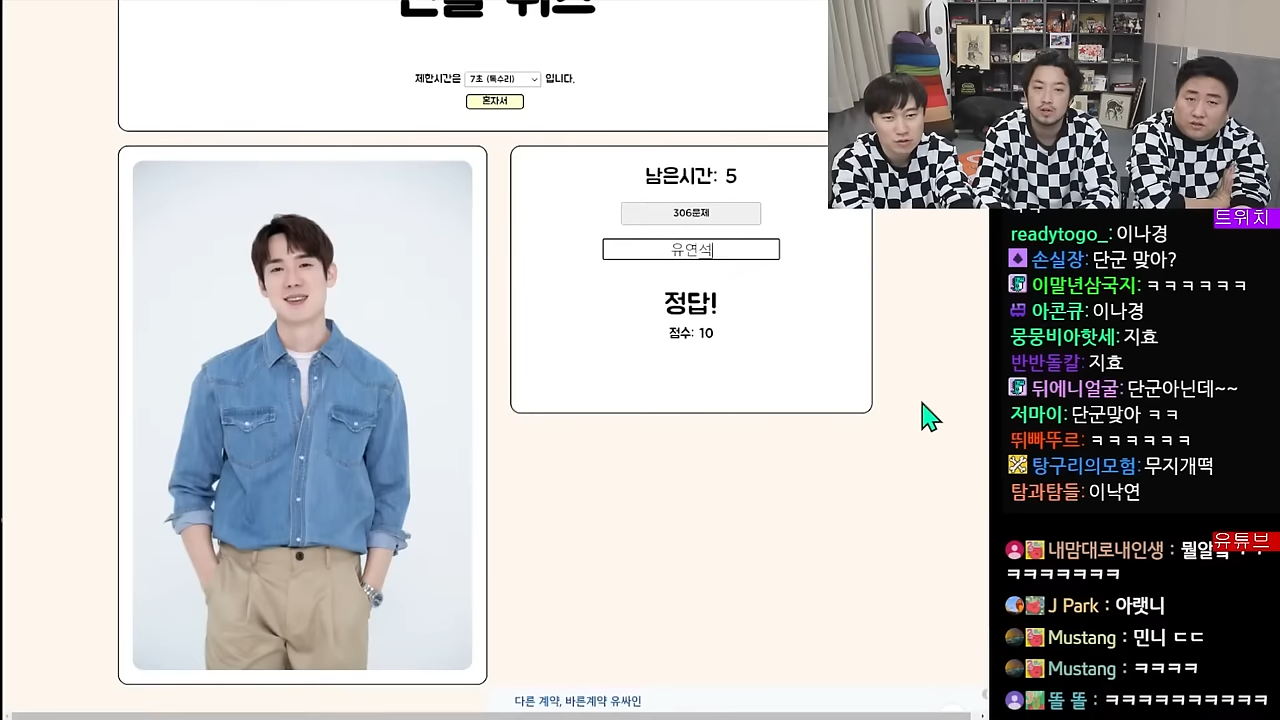 인물 퀴즈
제한시간은 7초 (독수리) 입니다.
혼자서
남은시간: 5
306문제
유연석
정답!
점수: 10
다른 계약, 바른계약 유싸인
트위치
readytogo_: 이나경
손실장: 단군 맞아?
이말년삼국지: ㅋㅋㅋㅋㅋㅋ
아콘큐: 이나경
뭉뭉비아핫세: 지효
반반돌칼: 지효
뒤에니얼굴: 단군아닌데~~
저마이: 단군맞아 ㅋㅋ
뛰빠뚜르: ㅋㅋㅋㅋㅋㅋ
탕구리의모험: 무지개떡
탐과탐들: 이낙연
유튜브
내맘대로내인생 :
ㅋㅋㅋㅋㅋㅋㅋ
J Park : 아랫니
Mustang : 민니 ㄷㄷ
Mustang : ㅋㅋㅋㅋ
똘 똘 : ㅋㅋㅋㅋㅋㅋㅋㅋㅋㅋ